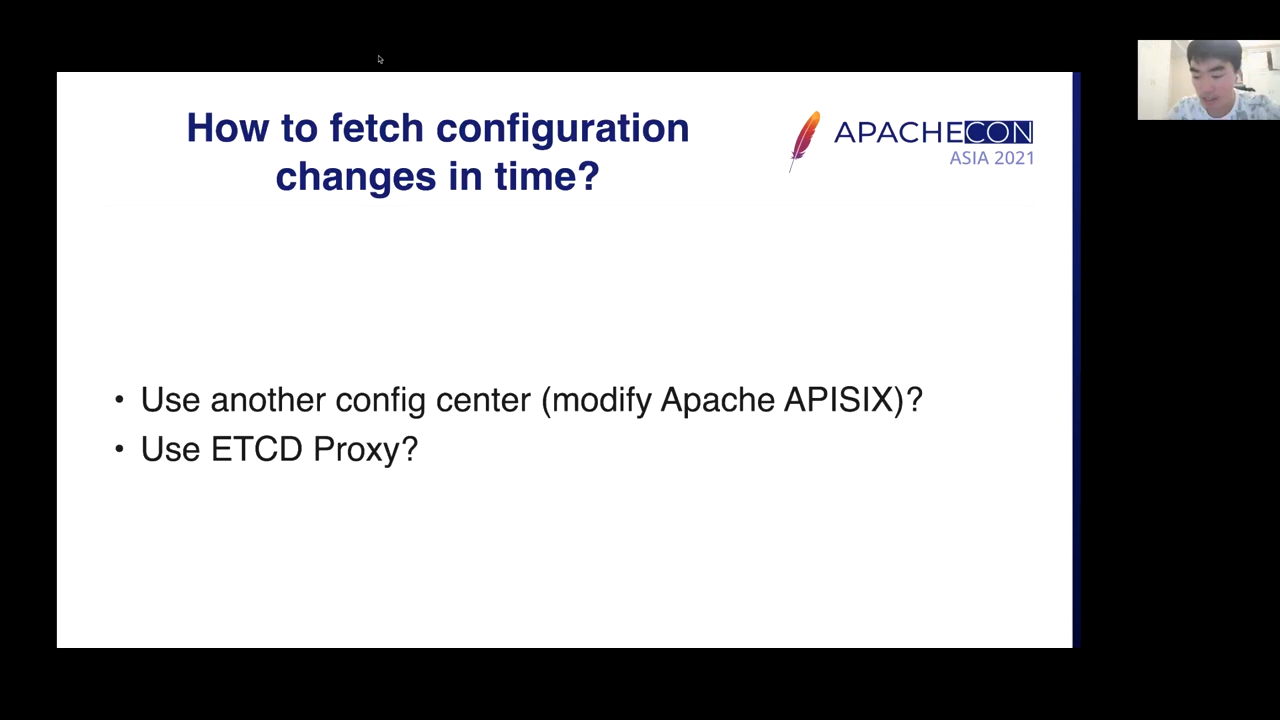 How to fetch configuration
changes in time?
APACHECON
ASIA 2021
• Use another config center (modify Apache APISIX)?
• Use ETCD Proxy?